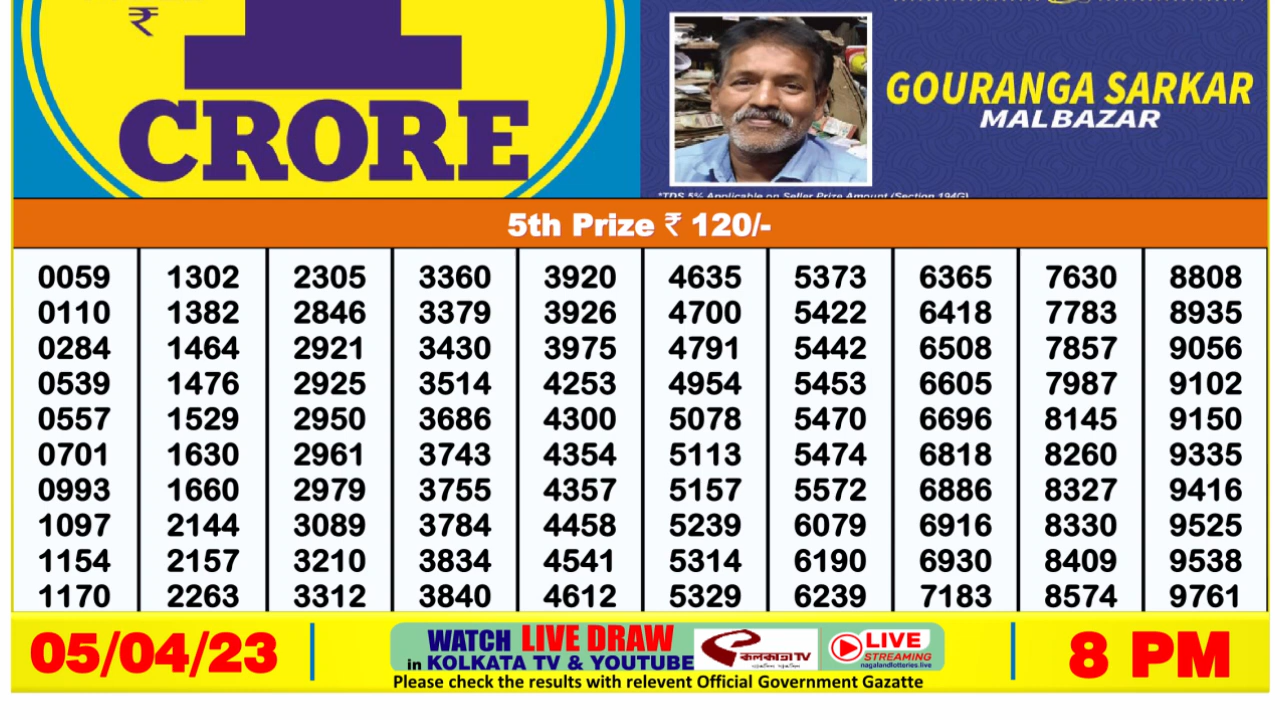 ₹
1
CRORE
GOURANGA SARKAR
MALBAZAR
*TDS 5% Applicable on Seller Prize Amount (Section 194G)
5th Prize ₹ 120/-
0059 1302 2305 3360 3920 4635 5373 6365 7630 8808
0110 1382 2846 3379 3926 4700 5422 6418 7783 8935
0284 1464 2921 3430 3975 4791 5442 6508 7857 9056
0539 1476 2925 3514 4253 4954 5453 6605 7987 9102
0557 1529 2950 3686 4300 5078 5470 6696 8145 9150
0701 1630 2961 3743 4354 5113 5474 6818 8260 9335
0993 1660 2979 3755 4357 5157 5572 6886 8327 9416
1097 2144 3089 3784 4458 5239 6079 6916 8330 9525
1154 2157 3210 3834 4541 5314 6190 6930 8409 9538
1170 2263 3312 3840 4612 5329 6239 7183 8574 9761
05/04/23
WATCH LIVE DRAW
in KOLKATA TV & YOUTUBE
কলকাতা TV
LIVE
STREAMING
nagalandlotteries.live
8 PM
Please check the results with relevent Official Government Gazatte